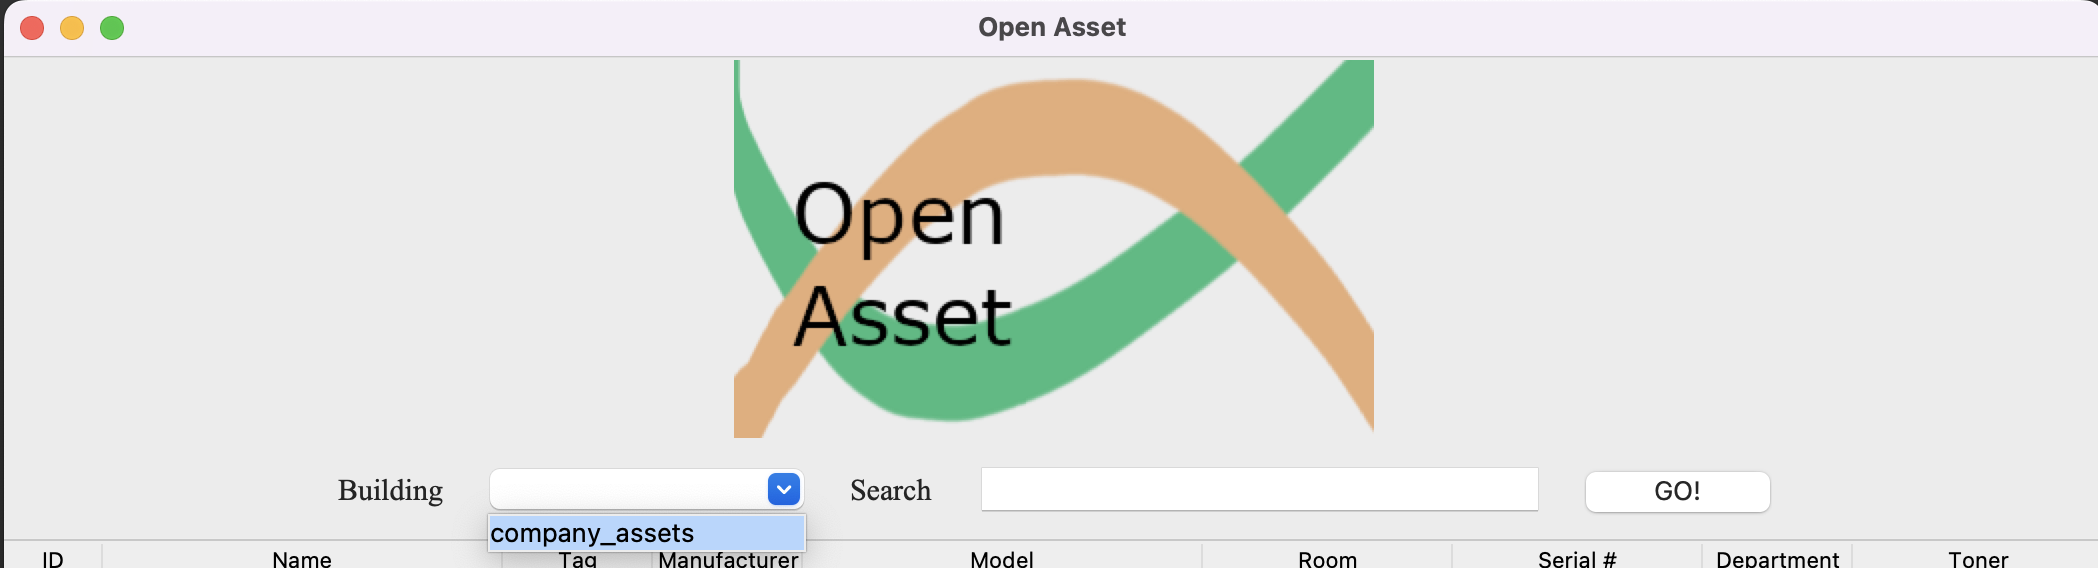 Open Asset
Open
Asset
Building Search GO!
company_assets
ID Name Tag Manufacturer Model Room Serial # Department Toner